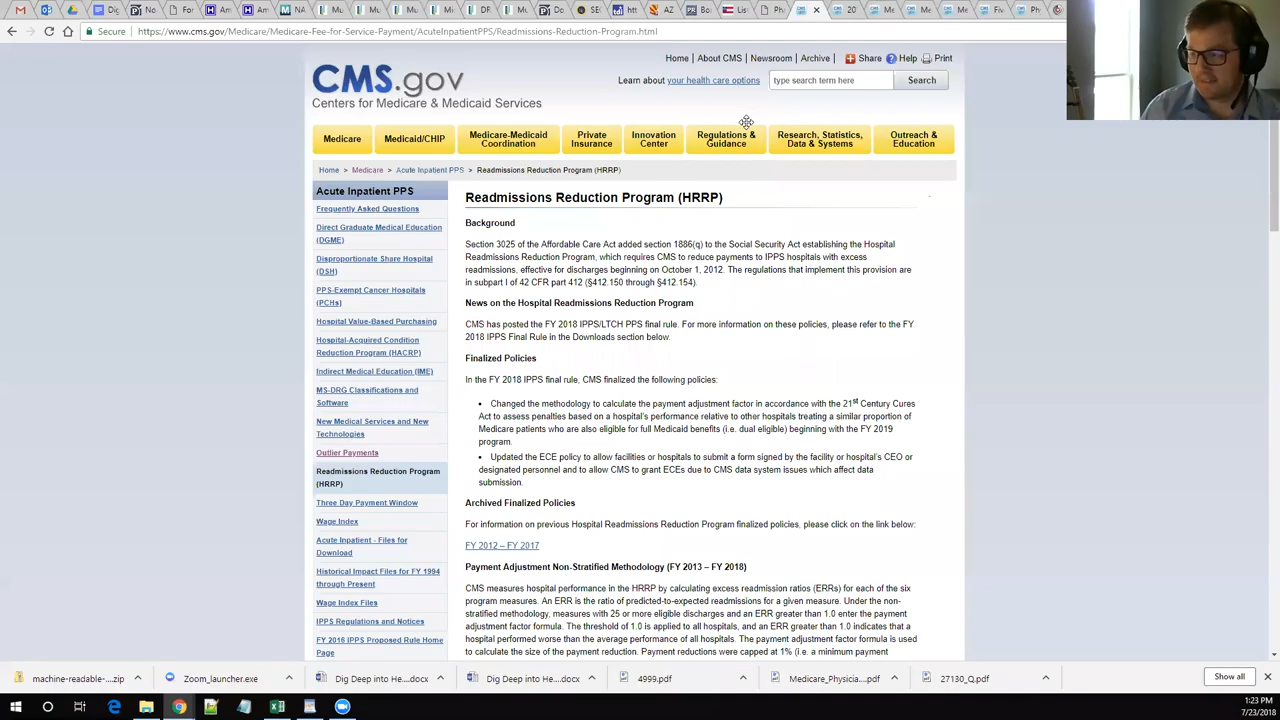 Secure | https://www.cms.gov/Medicare/Medicare-Fee-for-Service-Payment/AcuteInpatientPPS/Readmissions-Reduction-Program.html
Home | About CMS | Newsroom | Archive | Share Help Print
CMS.gov
Centers for Medicare & Medicaid Services
Learn about your health care options
type search term here
Search
Medicare
Medicaid/CHIP
Medicare-Medicaid
Coordination
Private
Insurance
Innovation
Center
Regulations &
Guidance
Research, Statistics,
Data & Systems
Outreach &
Education
Home > Medicare > Acute Inpatient PPS > Readmissions Reduction Program (HRRP)
Acute Inpatient PPS
Frequently Asked Questions
Direct Graduate Medical Education
(DGME)
Disproportionate Share Hospital
(DSH)
PPS-Exempt Cancer Hospitals
(PCHs)
Hospital Value-Based Purchasing
Hospital-Acquired Condition
Reduction Program (HACRP)
Indirect Medical Education (IME)
MS-DRG Classifications and
Software
New Medical Services and New
Technologies
Outlier Payments
Readmissions Reduction Program
(HRRP)
Three Day Payment Window
Wage Index
Acute Inpatient - Files for
Download
Historical Impact Files for FY 1994
through Present
Wage Index Files
IPPS Regulations and Notices
FY 2016 IPPS Proposed Rule Home
Page
Readmissions Reduction Program (HRRP)
Background
Section 3025 of the Affordable Care Act added section 1886(q) to the Social Security Act establishing the Hospital
Readmissions Reduction Program, which requires CMS to reduce payments to IPPS hospitals with excess
readmissions, effective for discharges beginning on October 1, 2012. The regulations that implement this provision are
in subpart I of 42 CFR part 412 (§412.150 through §412.154).
News on the Hospital Readmissions Reduction Program
CMS has posted the FY 2018 IPPS/LTCH PPS final rule. For more information on these policies, please refer to the FY
2018 IPPS Final Rule in the Downloads section below.
Finalized Policies
In the FY 2018 IPPS final rule, CMS finalized the following policies:
• Changed the methodology to calculate the payment adjustment factor in accordance with the 21st Century Cures
Act to assess penalties based on a hospital's performance relative to other hospitals treating a similar proportion of
Medicare patients who are also eligible for full Medicaid benefits (i.e. dual eligible) beginning with the FY 2019
program.
• Updated the ECE policy to allow facilities or hospitals to submit a form signed by the facility or hospital's CEO or
designated personnel and to allow CMS to grant ECEs due to CMS data system issues which affect data
submission.
Archived Finalized Policies
For information on previous Hospital Readmissions Reduction Program finalized policies, please click on the link below:
FY 2012 – FY 2017
Payment Adjustment Non-Stratified Methodology (FY 2013 – FY 2018)
CMS measures hospital performance in the HRRP by calculating excess readmission ratios (ERRs) for each of the six
program measures. An ERR is the ratio of predicted-to-expected readmissions for a given measure. Under the non-
stratified methodology, measures with 25 or more eligible discharges and an ERR greater than 1.0 enter the payment
adjustment factor formula. The threshold of 1.0 is applied to all hospitals, and an ERR greater than 1.0 indicates that a
hospital performed worse than the average performance of all hospitals. The payment adjustment factor formula is used
to calculate the size of the payment reduction. Payment reductions were capped at 1% (i.e. a minimum payment
machine-readable-....zip
Zoom_launcher.exe
Dig Deep into He....docx
Dig Deep into He....docx
4999.pdf
Medicare_Physicia....pdf
27130_Q.pdf
Show all
1:23 PM
7/23/2018